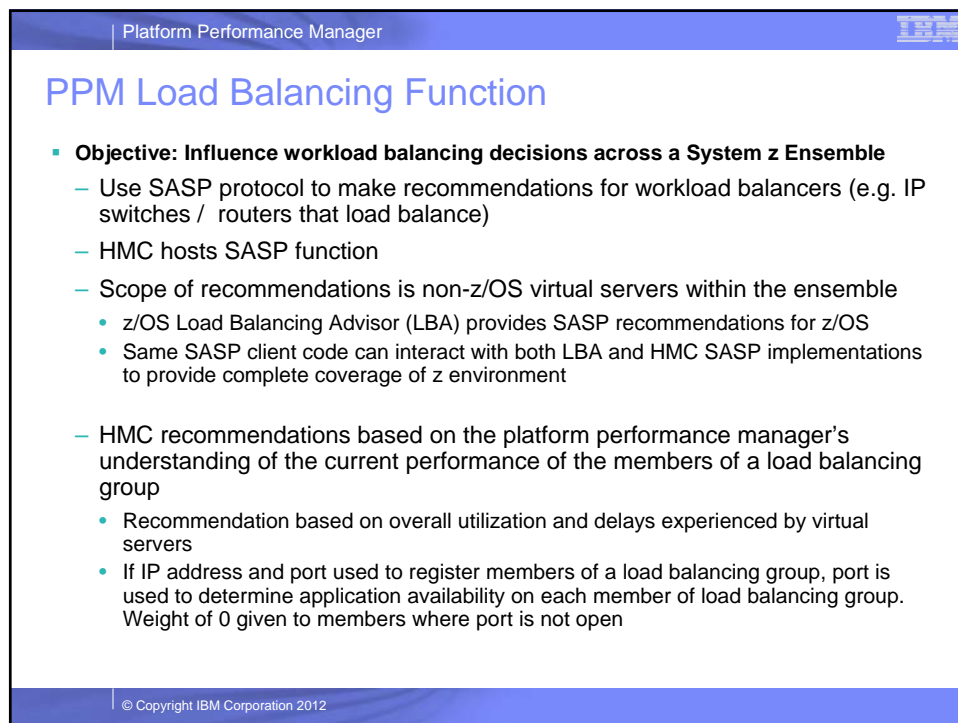 Platform Performance Manager
IBM
PPM Load Balancing Function
▪ Objective: Influence workload balancing decisions across a System z Ensemble
– Use SASP protocol to make recommendations for workload balancers (e.g. IP
switches / routers that load balance)
– HMC hosts SASP function
– Scope of recommendations is non-z/OS virtual servers within the ensemble
• z/OS Load Balancing Advisor (LBA) provides SASP recommendations for z/OS
• Same SASP client code can interact with both LBA and HMC SASP implementations
to provide complete coverage of z environment
– HMC recommendations based on the platform performance manager's
understanding of the current performance of the members of a load balancing
group
• Recommendation based on overall utilization and delays experienced by virtual
servers
• If IP address and port used to register members of a load balancing group, port is
used to determine application availability on each member of load balancing group.
Weight of 0 given to members where port is not open
© Copyright IBM Corporation 2012